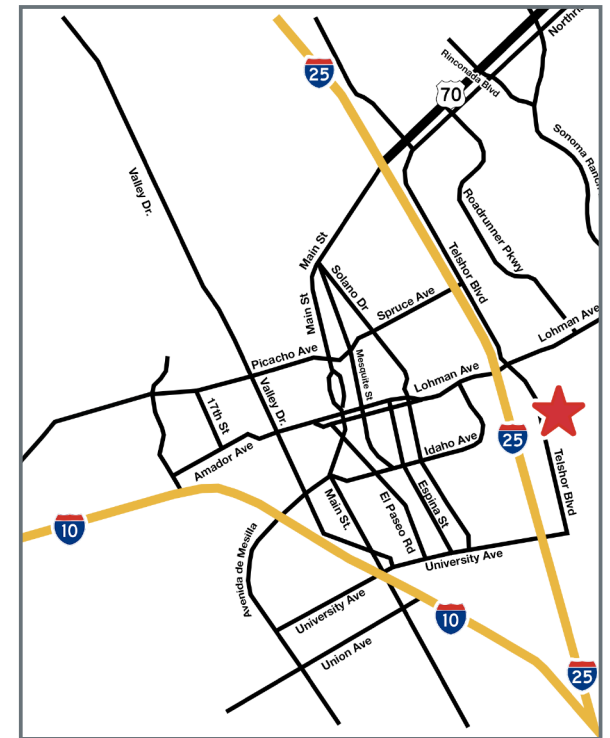 Northri
25
Rinconada Blvd
70
Sonoma Ranc
Valley Dr.
Roadrunner Pkwy
Main St
Telshor Blvd
Solano Dr
Main St
Spruce Ave
Lohman Ave
Picacho Ave
Mesquite St
Lohman Ave
Valley Dr.
17th St
25
Idaho Ave
Amador Ave
Telshor Blvd
Main St.
El Paseo Rd
Espina St
10
University Ave
Avenida de Mesilla
University Ave
10
Union Ave
25